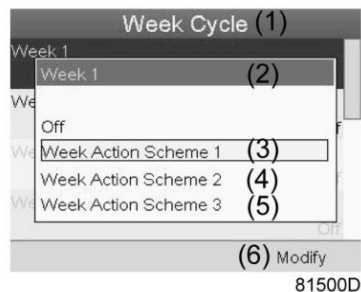 Week Cycle (1)
Week 1
Week 1 (2)
We
Off
f
We
Week Action Scheme 1 (3)
Week Action Scheme 2 (4)
We
Week Action Scheme 3 (5)
Off
(6) Modify
81500D